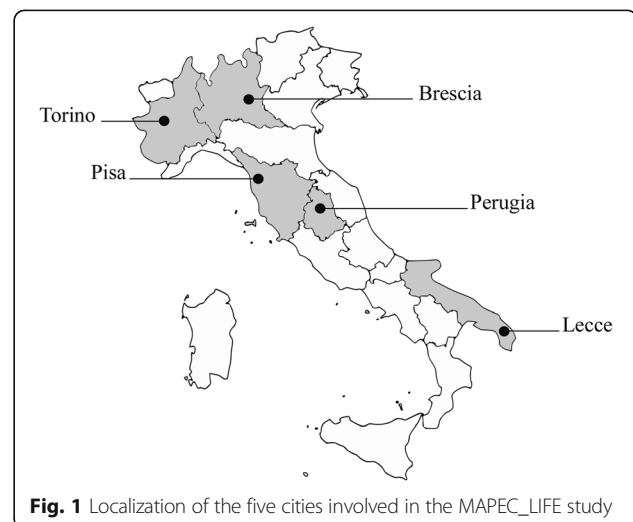 Brescia
Torino
Pisa
Perugia
Lecce
Fig. 1 Localization of the five cities involved in the MAPEC_LIFE study